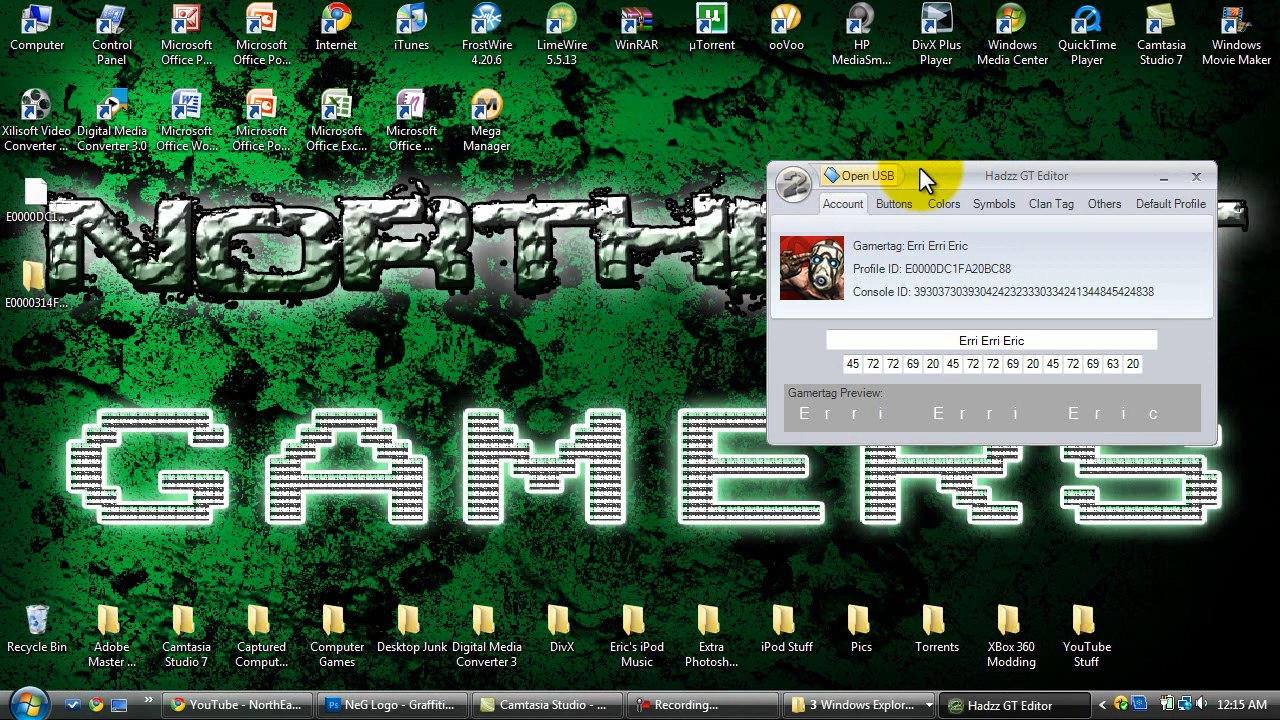 Computer
Control Panel
Microsoft Office P...
Microsoft Office Po...
Internet
iTunes
FrostWire 4.20.6
LimeWire 5.5.13
WinRAR
µTorrent
ooVoo
HP MediaSm...
DivX Plus Player
Windows Media Center
QuickTime Player
Camtasia Studio 7
Windows Movie Maker
Xilisoft Video Converter ...
Digital Media Converter 3.0
Microsoft Office Wo...
Microsoft Office Po...
Microsoft Office Exc...
Microsoft Office ...
Mega Manager
E0000DC1...
E0000314F...
Open USB
Hadzz GT Editor
Account Buttons Colors Symbols Clan Tag Others Default Profile
Gamertag: Erri Erri Eric
Profile ID: E0000DC1FA20BC88
Console ID: 3930373039304242323330334241344845424838
Erri Erri Eric
45 72 72 69 20 45 72 72 69 20 45 72 69 63 20
Gamertag Preview:
E r r i E r r i E r i c
GAMERS
Recycle Bin
Adobe Master ...
Camtasia Studio 7
Captured Comput...
Computer Games
Desktop Junk
Digital Media Converter 3
DivX
Eric's iPod Music
Extra Photosh...
iPod Stuff
Pics
Torrents
XBox 360 Modding
YouTube Stuff
YouTube - NorthEa...
NeG Logo - Graffiti...
Camtasia Studio - ...
Recording...
3 Windows Explor...
Hadzz GT Editor
12:15 AM